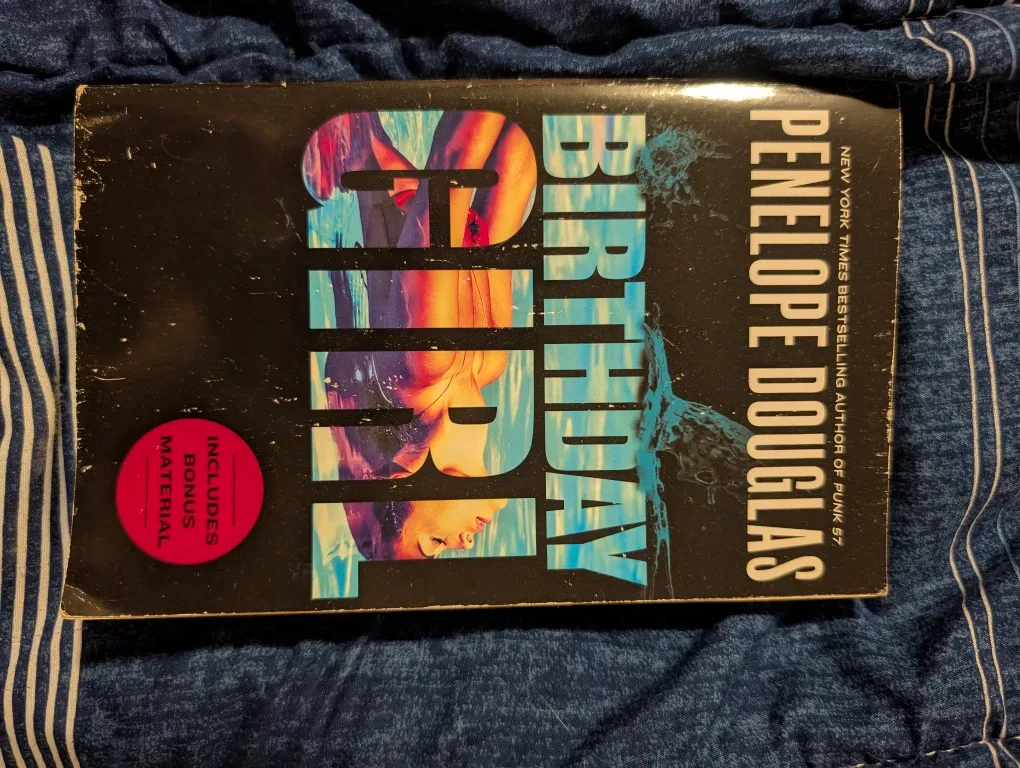 NEW YORK TIMES BESTSELLING AUTHOR OF PUNK 57
PENELOPE DOUGLAS
BIRTHDAY
GIRL
INCLUDES
BONUS
MATERIAL